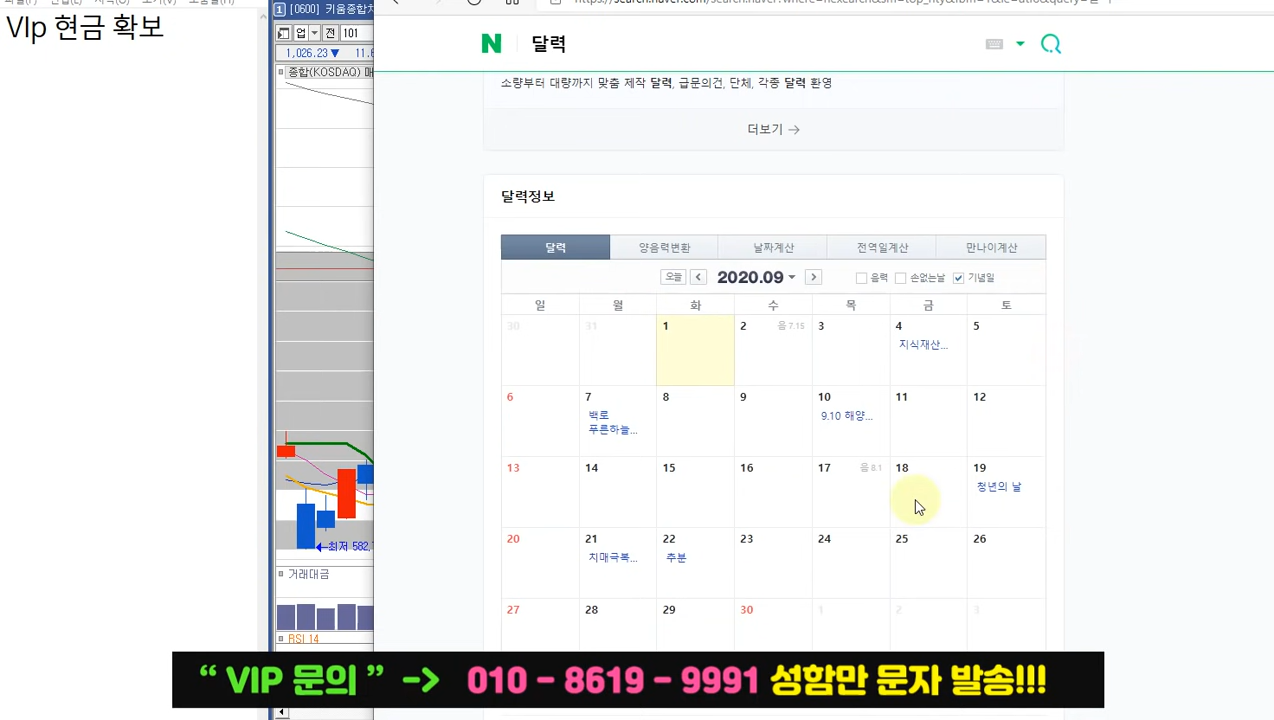 VIp 현금 확보
[0600] 키움종합차
업
전
101
1,026.23▼ 11.6
종합(KOSDAQ) 매
←최저 582,
거래대금
RSI 14
N 달력
소량부터 대량까지 맞춤 제작 달력, 급문의건, 단체, 각종 달력 환영
더보기 →
달력정보
달력 양음력변환 날짜계산 전역일계산 만나이계산
오늘 < 2020.09 > 음력 손없는날 기념일
일 월 화 수 목 금 토
30 31 1 2 음 7.15 3 4 5
지식재산...
6 7 8 9 10 11 12
백로 9.10 해양...
푸른하늘...
13 14 15 16 17 음 8.1 18 19
청년의 날
20 21 22 23 24 25 26
치매극복... 추분
27 28 29 30 1 2 3
“ VIP 문의 ” -> 010 - 8619 - 9991 성함만 문자 발송!!!